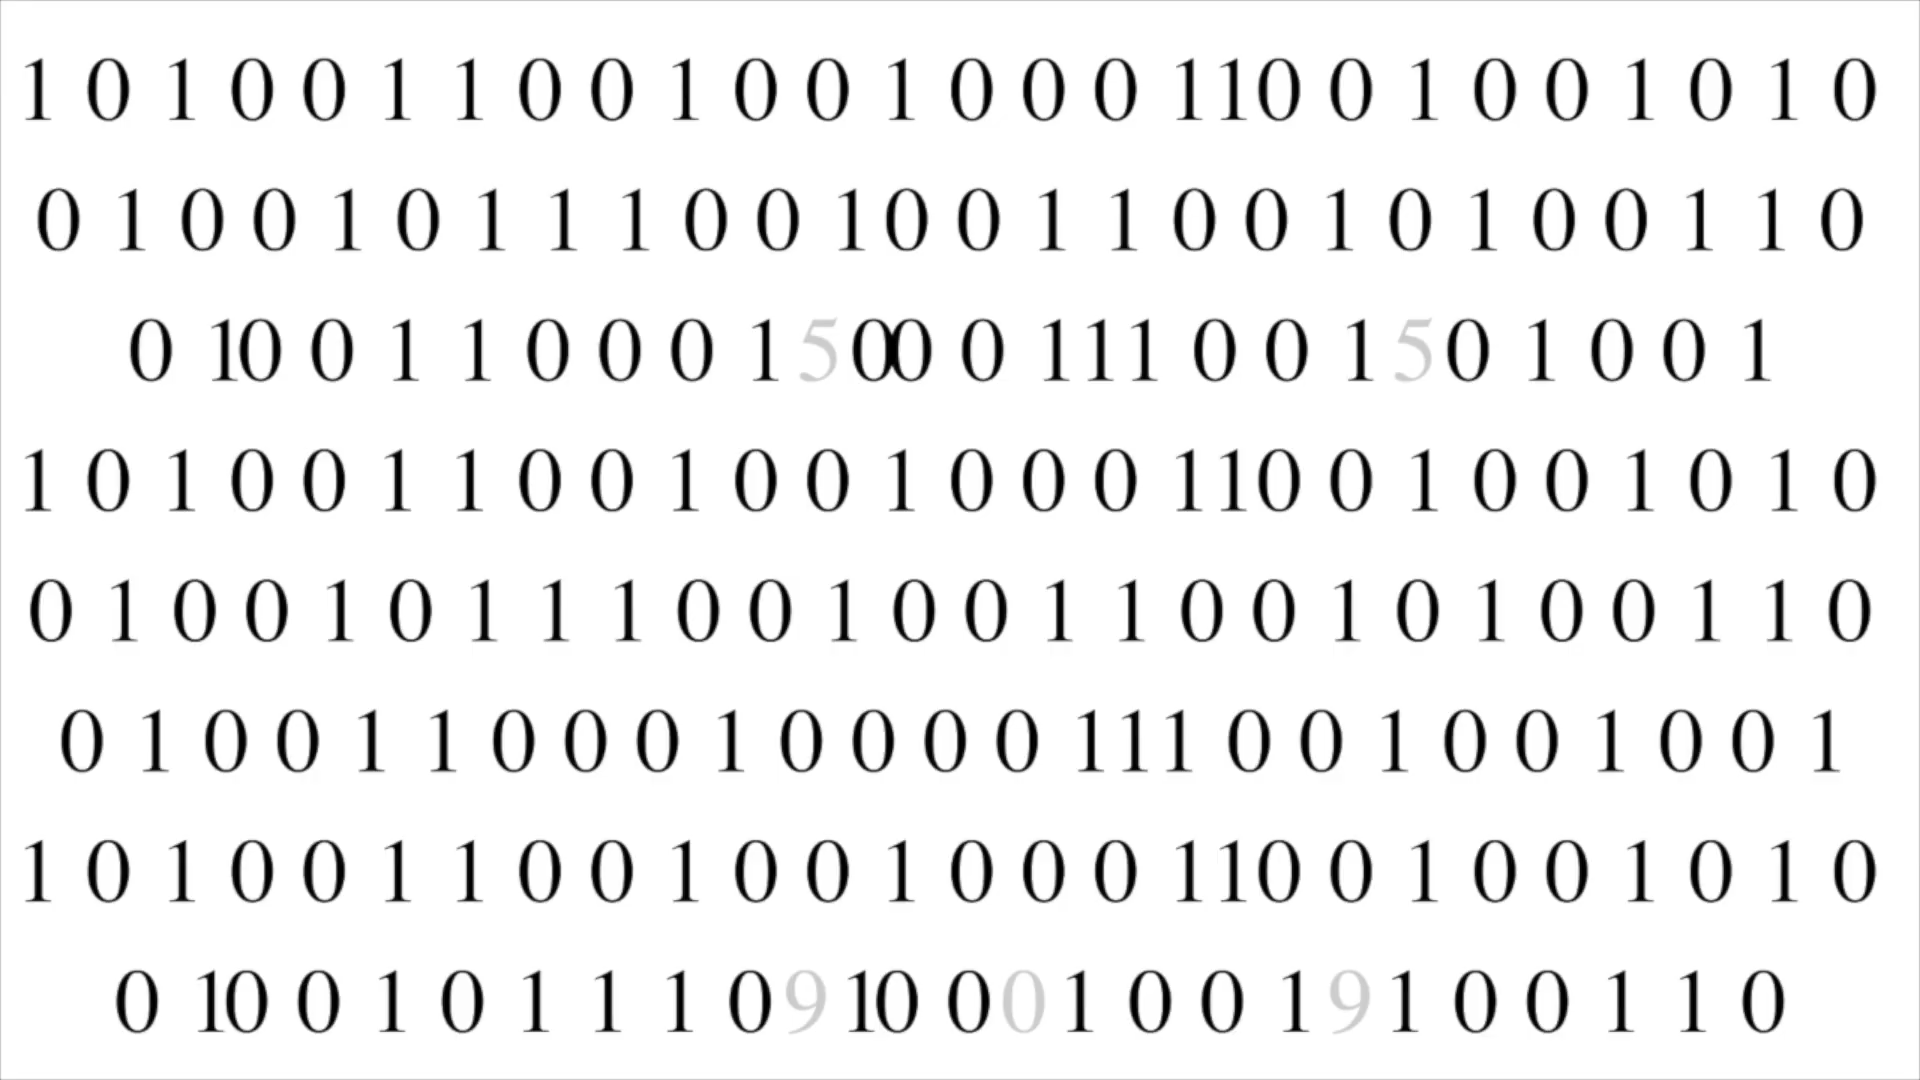 1 0 1 0 0 1 1 0 0 1 0 0 1 0 0 0 110 0 1 0 0 1 0 1 0
0 1 0 0 1 0 1 1 1 0 0 10 0 1 1 0 0 1 0 1 0 0 1 1 0
0 10 0 1 1 0 0 0 1 5 00 0 111 0 0 1 5 0 1 0 0 1
1 0 1 0 0 1 1 0 0 1 0 0 1 0 0 0 110 0 1 0 0 1 0 1 0
0 1 0 0 1 0 1 1 1 0 0 1 0 0 1 1 0 0 1 0 1 0 0 1 1 0
0 1 0 0 1 1 0 0 0 1 0 0 0 0 111 0 0 1 0 0 1 0 0 1
1 0 1 0 0 1 1 0 0 1 0 0 1 0 0 0 110 0 1 0 0 1 0 1 0
0 10 0 1 0 1 1 1 0 9 10 0 0 1 0 0 1 9 1 0 0 1 1 0